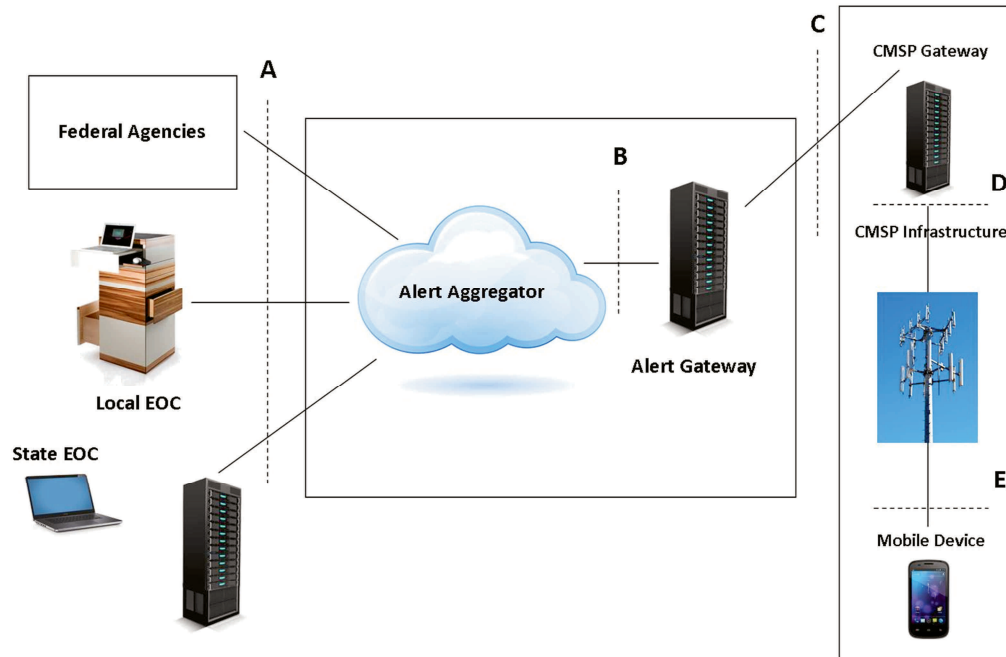 A
Federal Agencies
Local EOC
State EOC
Alert Aggregator
B
Alert Gateway
C
CMSP Gateway
D
CMSP Infrastructure
E
Mobile Device